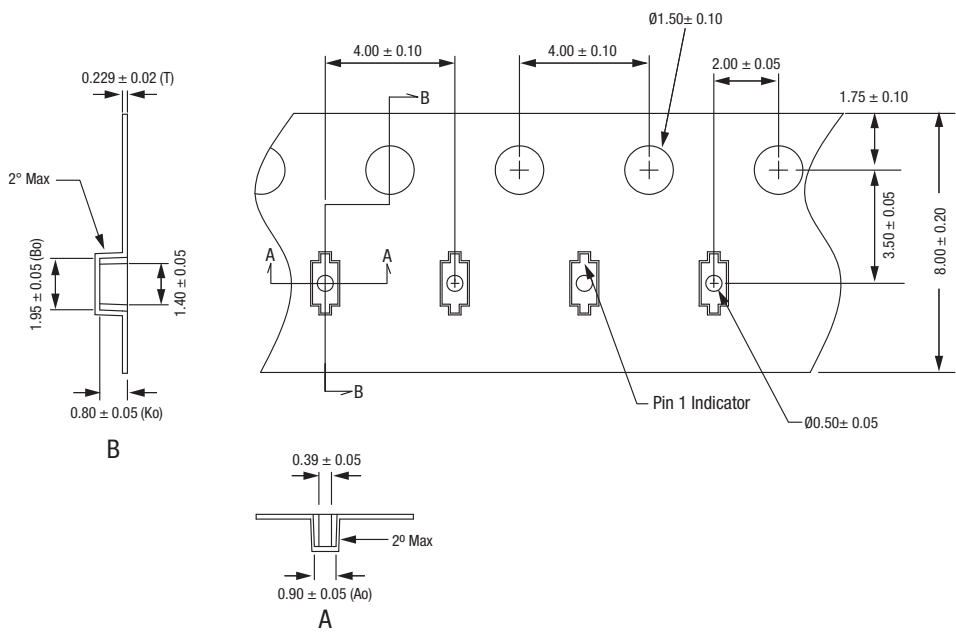 Ø1.50± 0.10
4.00 ± 0.10
4.00 ± 0.10
2.00 ± 0.05
0.229 ± 0.02 (T)
1.75 ± 0.10
B
2° Max
3.50 ± 0.05
8.00 ± 0.20
A
A
1.95 ± 0.05 (Bo)
1.40 ± 0.05
B
Pin 1 Indicator
0.80 ± 0.05 (Ko)
Ø0.50± 0.05
B
0.39 ± 0.05
2º Max
0.90 ± 0.05 (Ao)
A